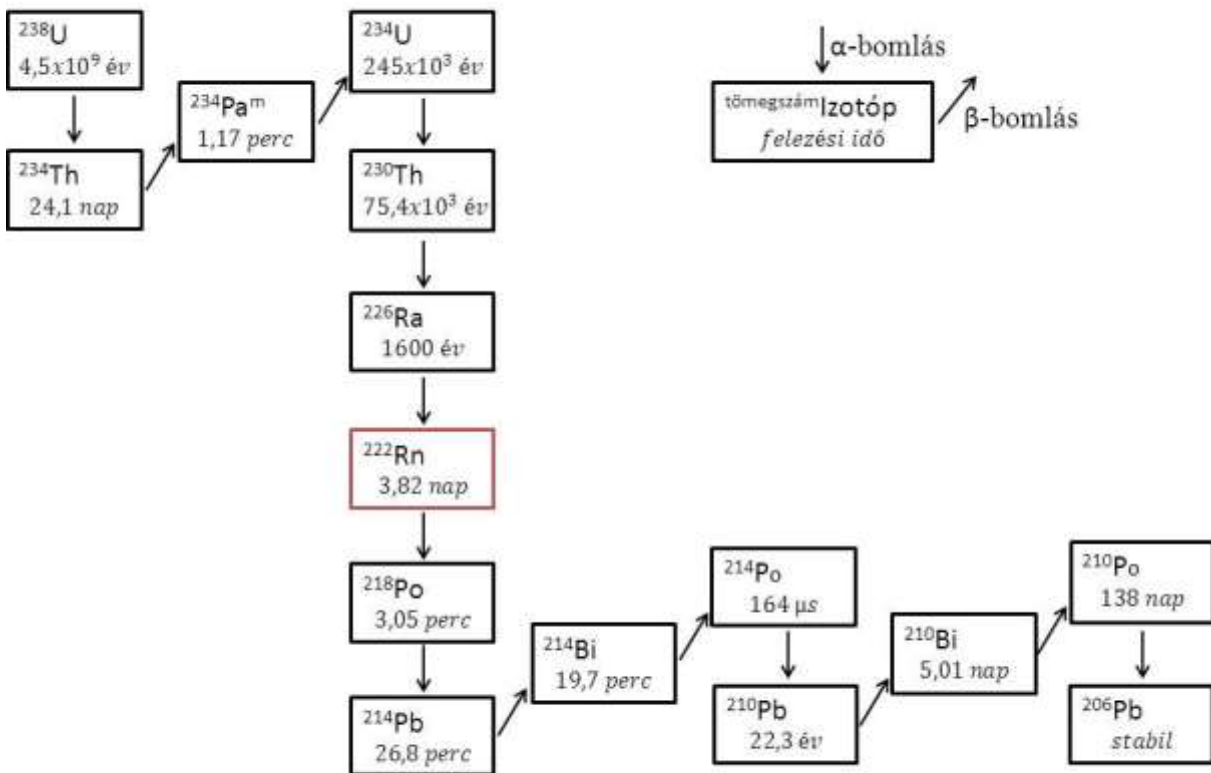 ²³⁸U
4,5x10⁹ év
²³⁴Th
24,1 nap
²³⁴Paᵐ
1,17 perc
²³⁴U
245x10³ év
²³⁰Th
75,4x10³ év
²²⁶Ra
1600 év
²²²Rn
3,82 nap
²¹⁸Po
3,05 perc
²¹⁴Pb
26,8 perc
²¹⁴Bi
19,7 perc
²¹⁴Po
164 µs
²¹⁰Pb
22,3 év
²¹⁰Bi
5,01 nap
²¹⁰Po
138 nap
²⁰⁶Pb
stabil
α-bomlás
tömegszámIzotóp
felezési idő
β-bomlás